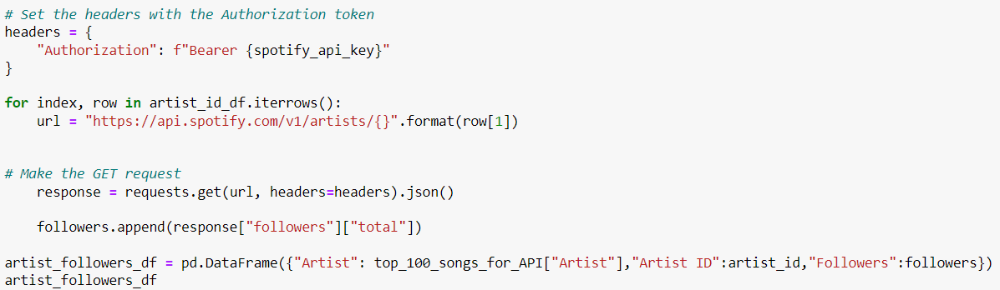 # Set the headers with the Authorization token
headers = {
    "Authorization": f"Bearer {spotify_api_key}"
}
for index, row in artist_id_df.iterrows():
    url = "https://api.spotify.com/v1/artists/{}".format(row[1])
# Make the GET request
    response = requests.get(url, headers=headers).json()
    followers.append(response["followers"]["total"])
artist_followers_df = pd.DataFrame({"Artist": top_100_songs_for_API["Artist"],"Artist ID":artist_id,"Followers":followers})
artist_followers_df